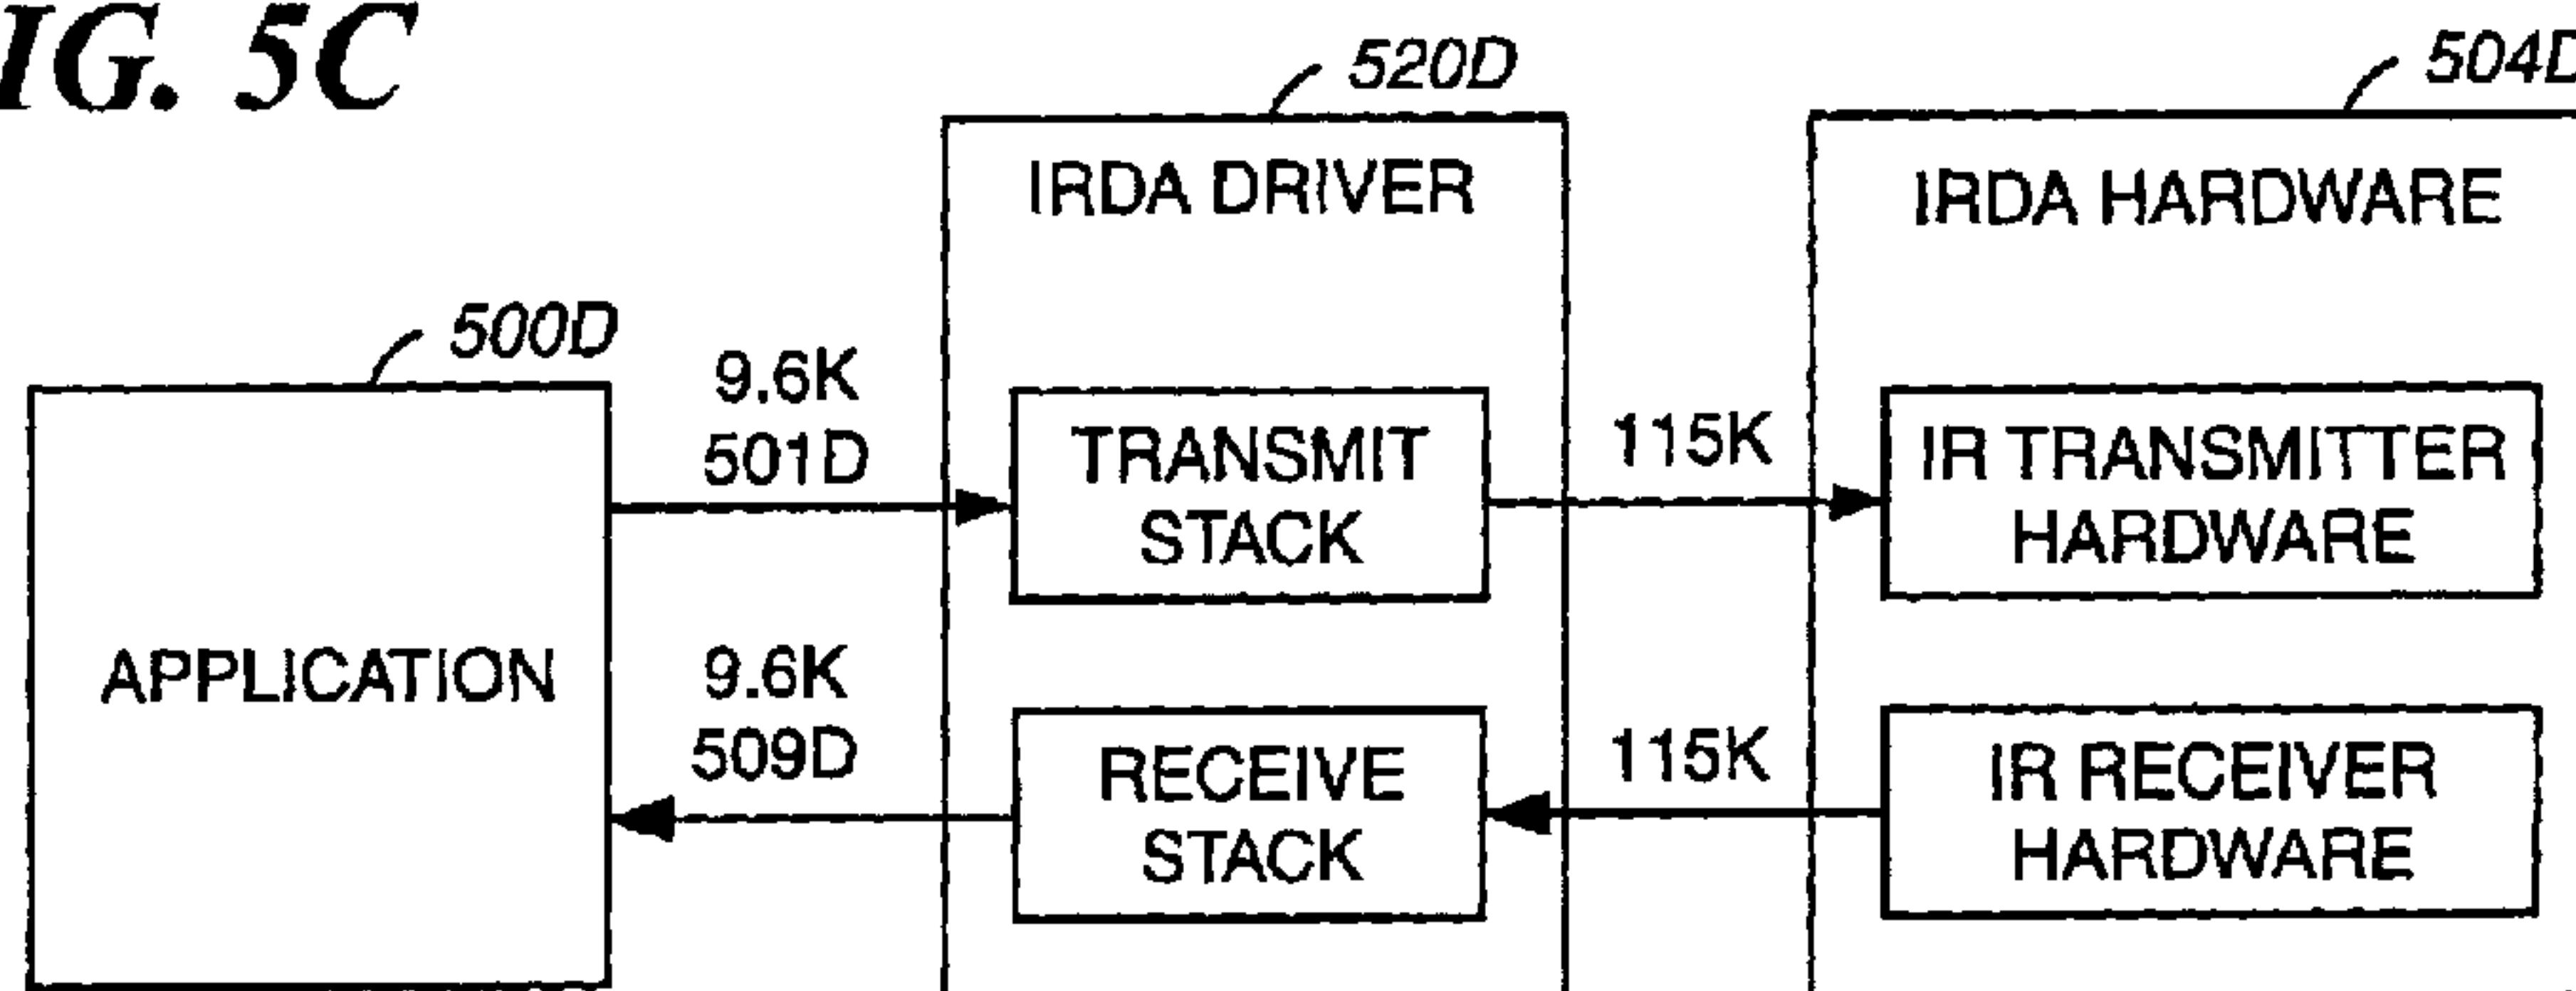 IG. 5C
520D
504D
IRDA DRIVER
IRDA HARDWARE
500D
9.6K
501D
TRANSMIT
STACK
115K
IR TRANSMITTER
HARDWARE
APPLICATION
9.6K
509D
RECEIVE
STACK
115K
IR RECEIVER
HARDWARE